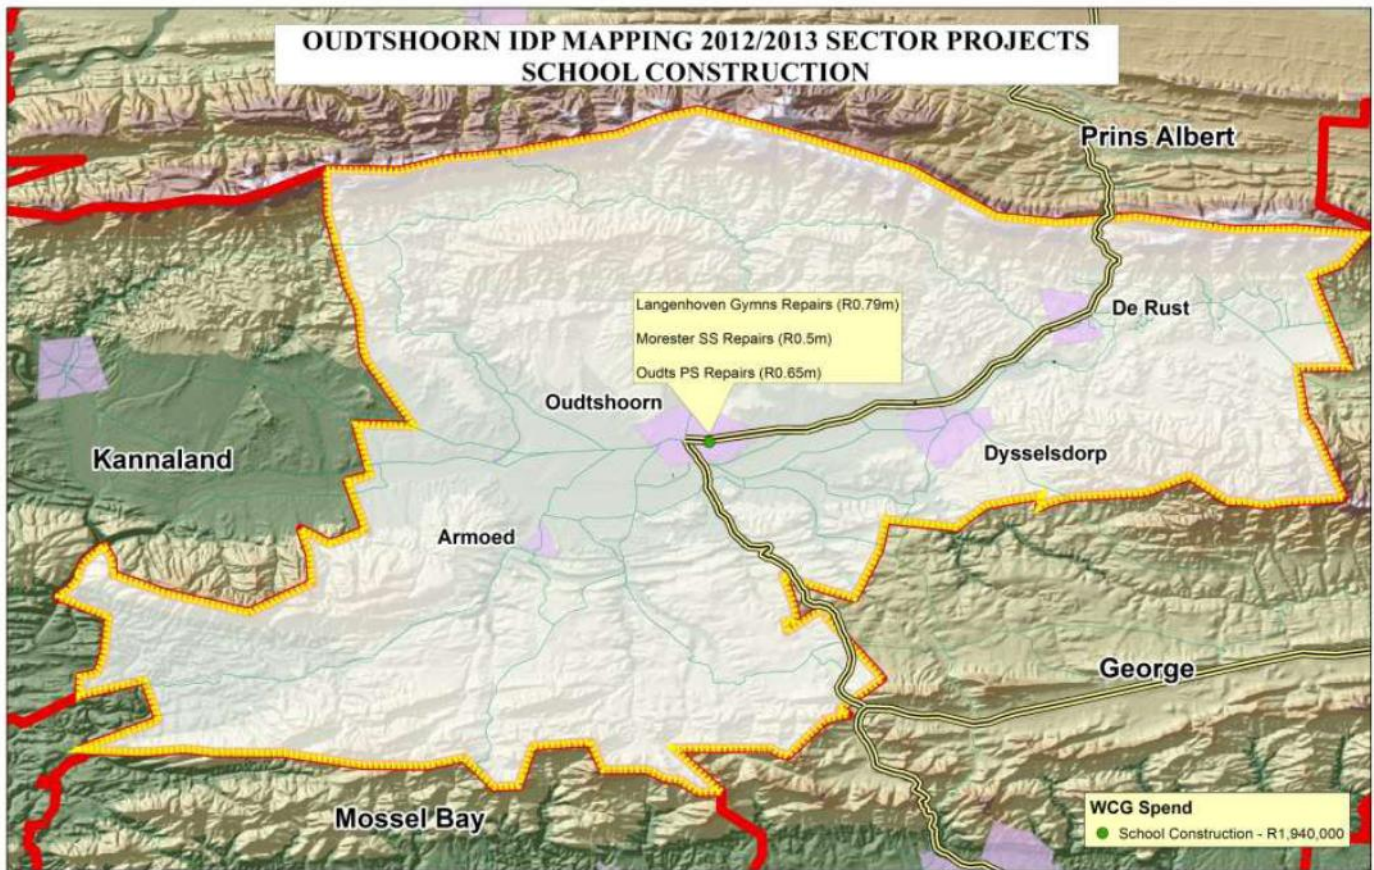 OUDTSHOORN IDP MAPPING 2012/2013 SECTOR PROJECTS
SCHOOL CONSTRUCTION
Prins Albert
Langenhoven Gymns Repairs (R0.79m)
Morester SS Repairs (R0.5m)
Oudts PS Repairs (R0.65m)
De Rust
Oudtshoorn
Kannaland
Dysselsdorp
Armoed
George
Mossel Bay
WCG Spend
School Construction - R1,940,000